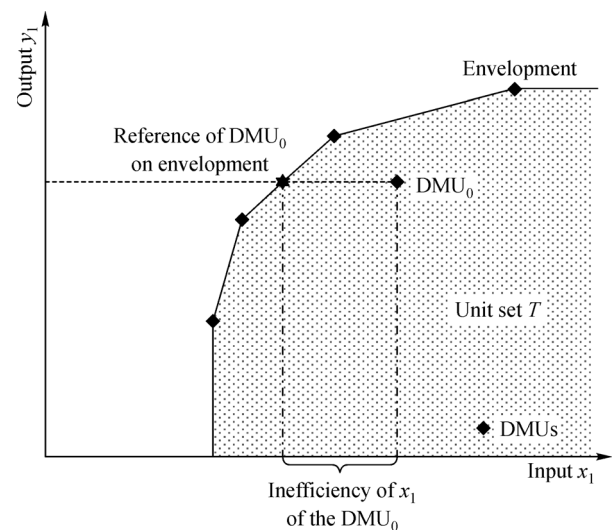 Output y₁
Envelopment
Reference of DMU₀
on envelopment
DMU₀
Unit set T
DMUs
Input x₁
Inefficiency of x₁
of the DMU₀